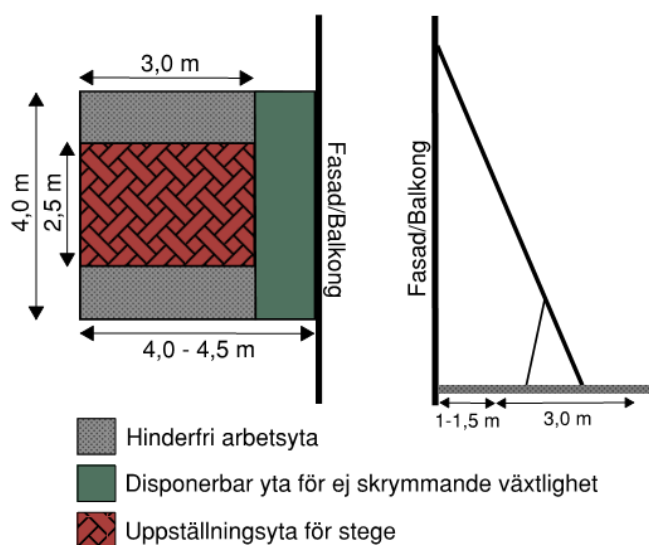 3,0 m
4,0 m
2,5 m
Fasad/Balkong
4,0 - 4,5 m
Fasad/Balkong
1-1,5 m
3,0 m
Hinderfri arbetsyta
Disponerbar yta för ej skrymmande växtlighet
Uppställningsyta för stege